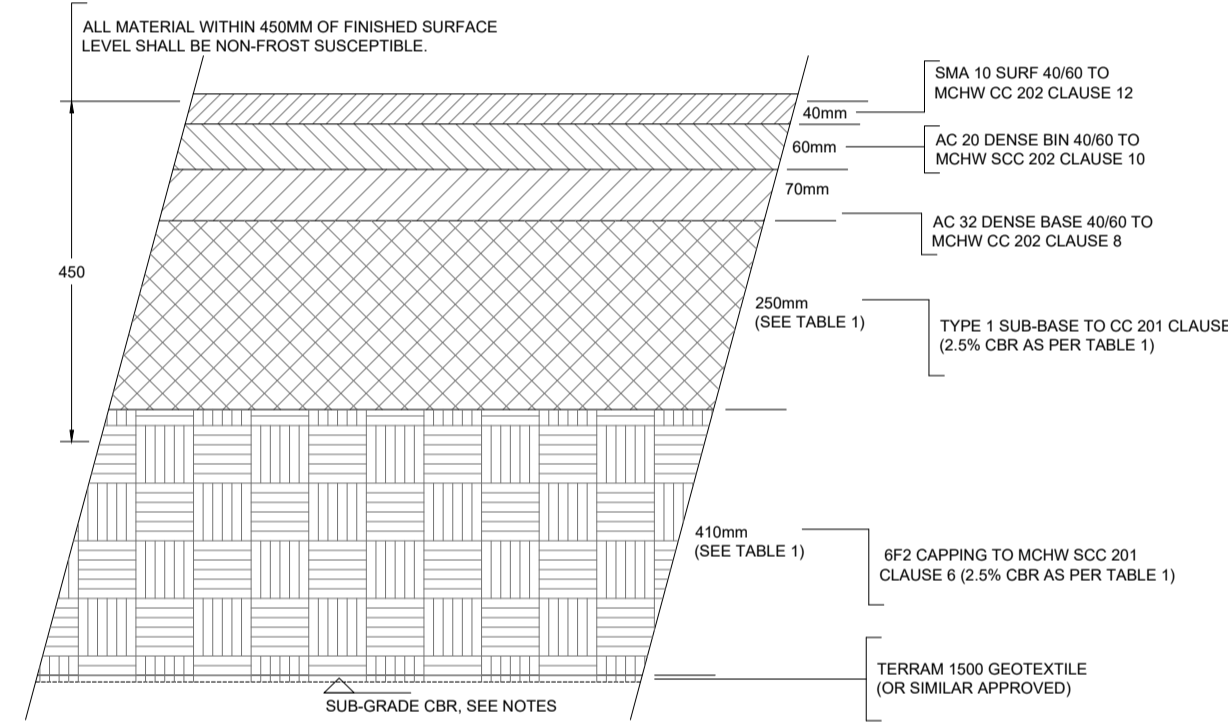 ALL MATERIAL WITHIN 450MM OF FINISHED SURFACE
LEVEL SHALL BE NON-FROST SUSCEPTIBLE.
SMA 10 SURF 40/60 TO
MCHW CC 202 CLAUSE 12
40mm
AC 20 DENSE BIN 40/60 TO
MCHW SCC 202 CLAUSE 10
60mm
70mm
AC 32 DENSE BASE 40/60 TO
MCHW CC 202 CLAUSE 8
450
250mm
(SEE TABLE 1)
TYPE 1 SUB-BASE TO CC 201 CLAUSE
(2.5% CBR AS PER TABLE 1)
410mm
(SEE TABLE 1)
6F2 CAPPING TO MCHW SCC 201
CLAUSE 6 (2.5% CBR AS PER TABLE 1)
TERRAM 1500 GEOTEXTILE
(OR SIMILAR APPROVED)
SUB-GRADE CBR, SEE NOTES